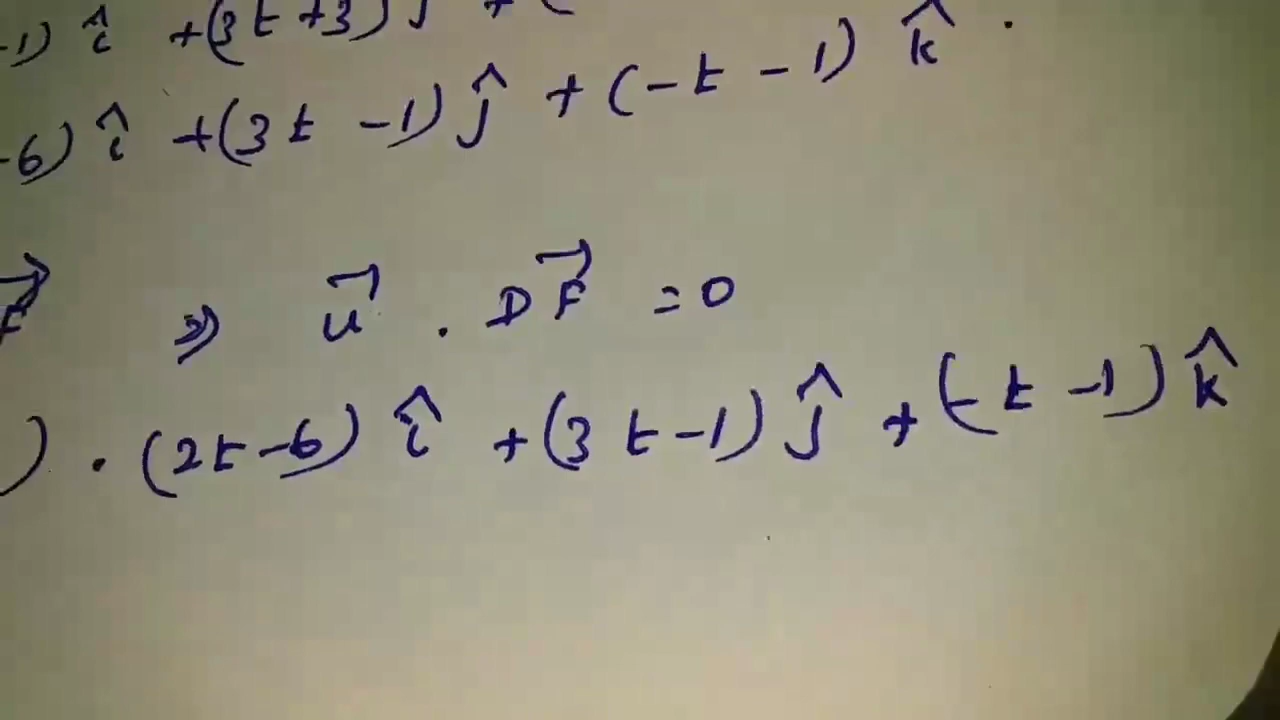 -1) î + (3t + 3) ĵ + (
-6) î + (3t - 1) ĵ + (-t - 1) k̂ .
F⃗ ⇒ u⃗ . DF⃗ = 0
) . (2t - 6) î + (3t - 1) ĵ + (-t - 1) k̂